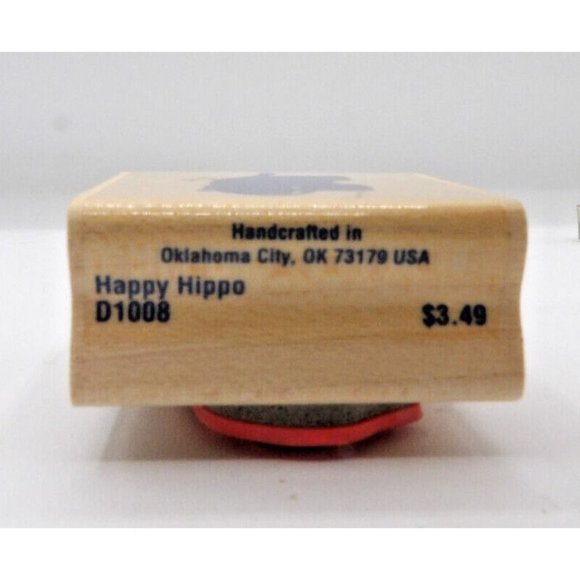 Handcrafted in
Oklahoma City, OK 73179 USA
Happy Hippo
D1008 $3.49